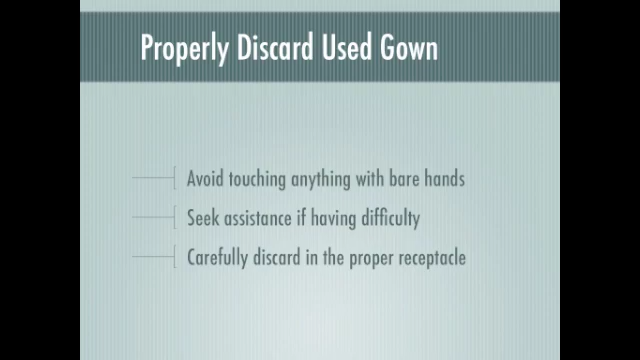 Properly Discard Used Gown
Avoid touching anything with bare hands
Seek assistance if having difficulty
Carefully discard in the proper receptacle